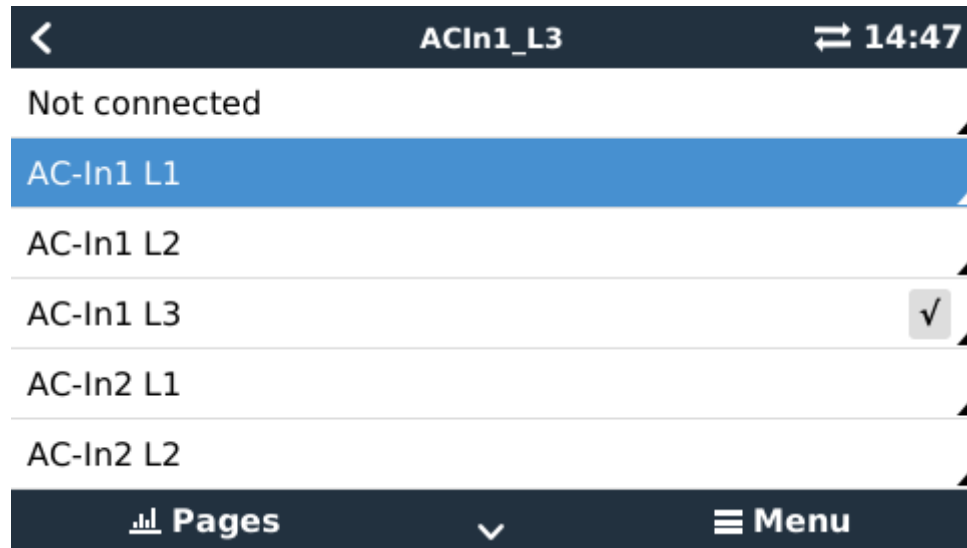 ACIn1_L3 14:47
Not connected
AC-In1 L1
AC-In1 L2
AC-In1 L3 √
AC-In2 L1
AC-In2 L2
Pages Menu